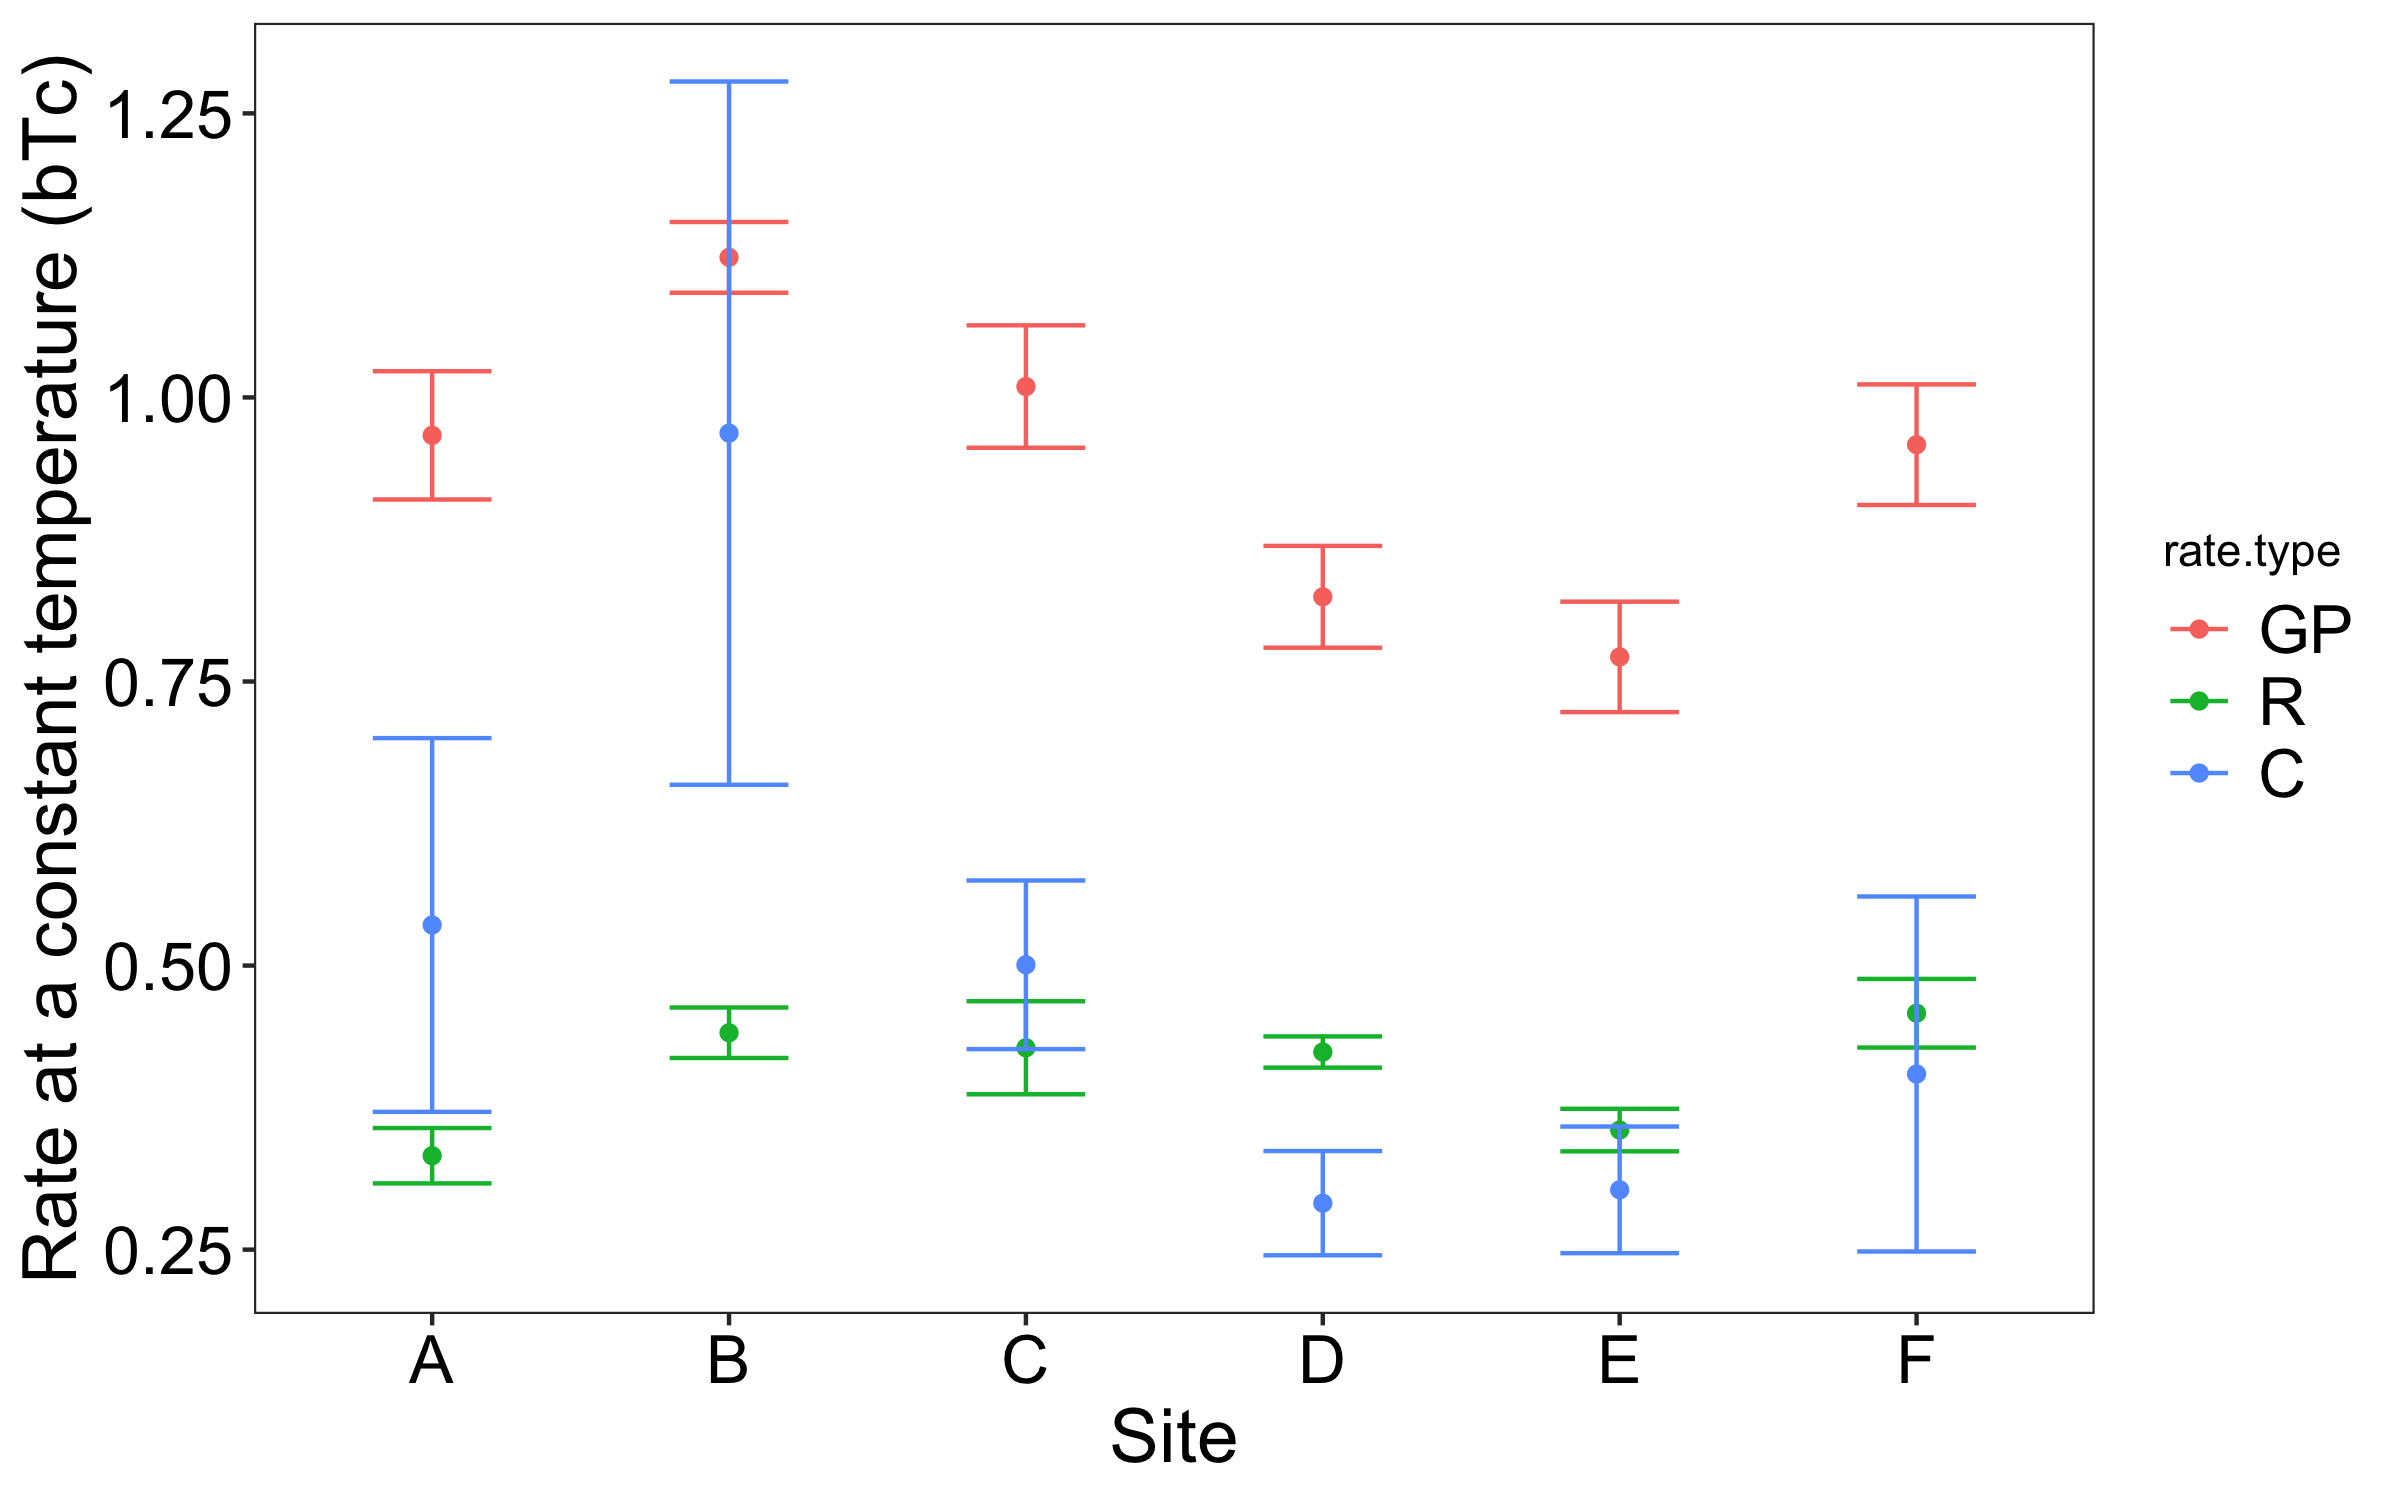 Rate at a constant temperature (bTc)
1.25
1.00
0.75
0.50
0.25
A B C D E F
Site
rate.type
GP
R
C